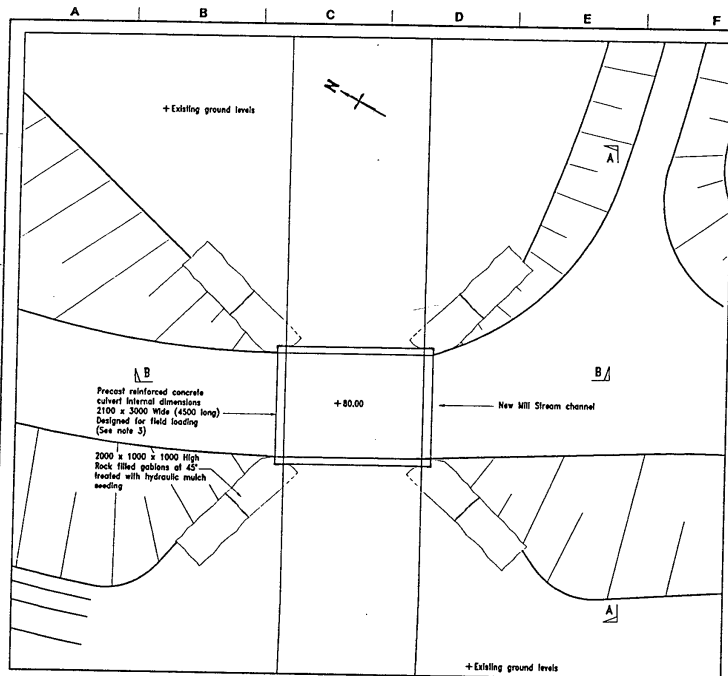 A B C D E F
N
+Existing ground levels
A
B
B
Precast reinforced concrete
culvert internal dimensions
2100 x 3000 Wide (4500 long)
Designed for field loading
(See note 3)
+80.00
New Mill Stream channel
2000 x 1000 x 1000 High
Rock filled gabions at 45°
treated with hydraulic mulch
seeding
A
+Existing ground levels